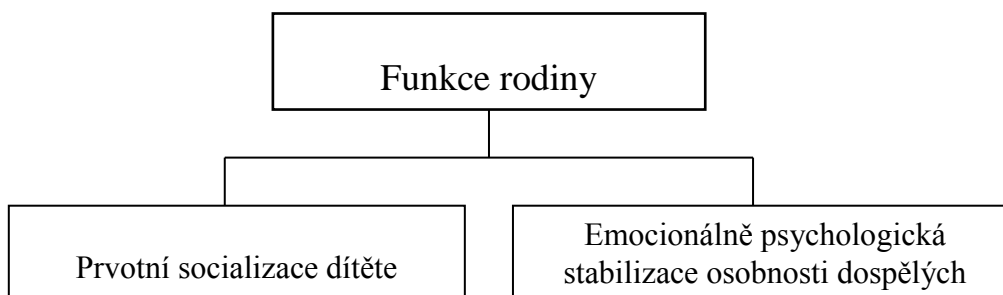 Funkce rodiny
Prvotní socializace dítěte
Emocionálně psychologická
stabilizace osobnosti dospělých